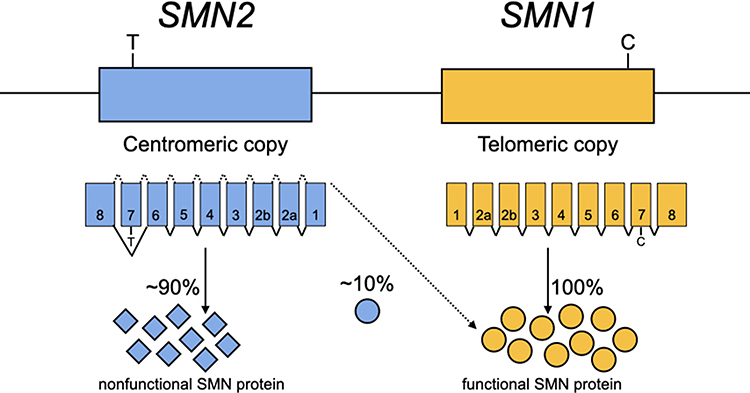 SMN2 SMN1
T C
Centromeric copy Telomeric copy
8 7 6 5 4 3 2b 2a 1 1 2a 2b 3 4 5 6 7 8
T C
~90% ~10% 100%
nonfunctional SMN protein functional SMN protein